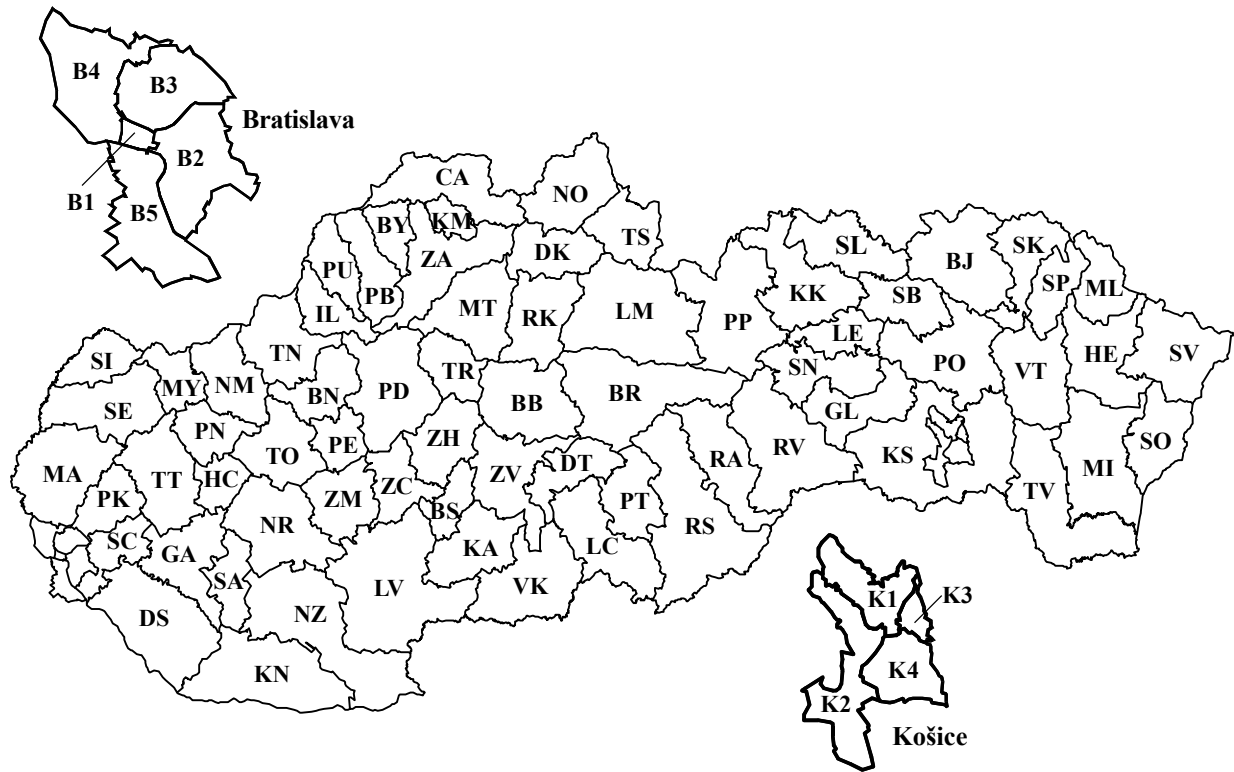 B4
B3
Bratislava
B2
B1
B5
CA
NO
BY
KM
TS
PU
ZA
DK
SL
BJ
SK
SP
ML
PB
KK
SB
IL
MT
RK
LM
PP
LE
SI
TN
SN
PO
VT
HE
SV
MY
NM
BN
PD
TR
BB
BR
GL
SE
PN
PE
ZH
RV
SO
MA
TT
HC
TO
ZC
ZV
DT
RA
KS
MI
PK
ZM
BS
PT
TV
SC
GA
NR
KA
LC
RS
SA
LV
VK
DS
NZ
K1
K3
KN
K4
K2
Košice